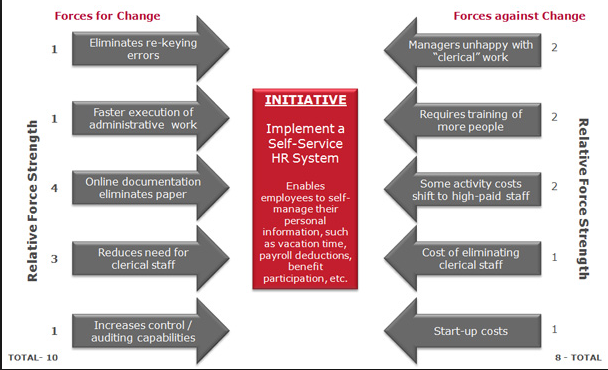 Forces for Change
Forces against Change
Relative Force Strength
1
Eliminates re-keying
errors
1
Faster execution of
administrative work
4
Online documentation
eliminates paper
3
Reduces need for
clerical staff
1
Increases control /
auditing capabilities
TOTAL- 10
INITIATIVE
Implement a
Self-Service
HR System
Enables
employees to self-
manage their
personal
information, such
as vacation time,
payroll deductions,
benefit
participation, etc.
Managers unhappy with
“clerical” work
2
Requires training of
more people
2
Some activity costs
shift to high-paid staff
2
Cost of eliminating
clerical staff
1
Start-up costs
1
Relative Force Strength
8 - TOTAL